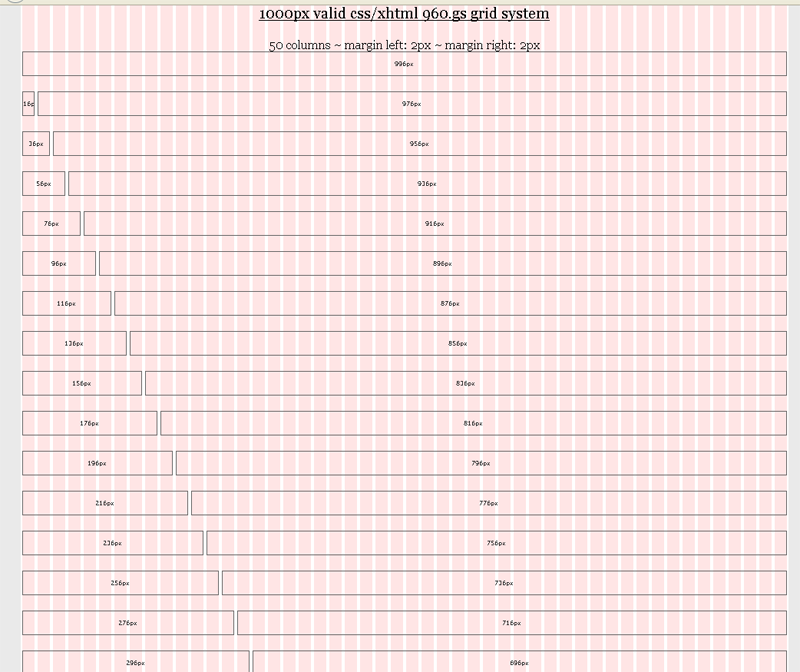 1000px valid css/xhtml 960.gs grid system
50 columns ~ margin left: 2px ~ margin right: 2px
996px
16p 976px
36px 956px
56px 936px
76px 916px
96px 896px
116px 876px
136px 856px
156px 836px
176px 816px
196px 796px
216px 776px
236px 756px
256px 736px
276px 716px
296px 696px